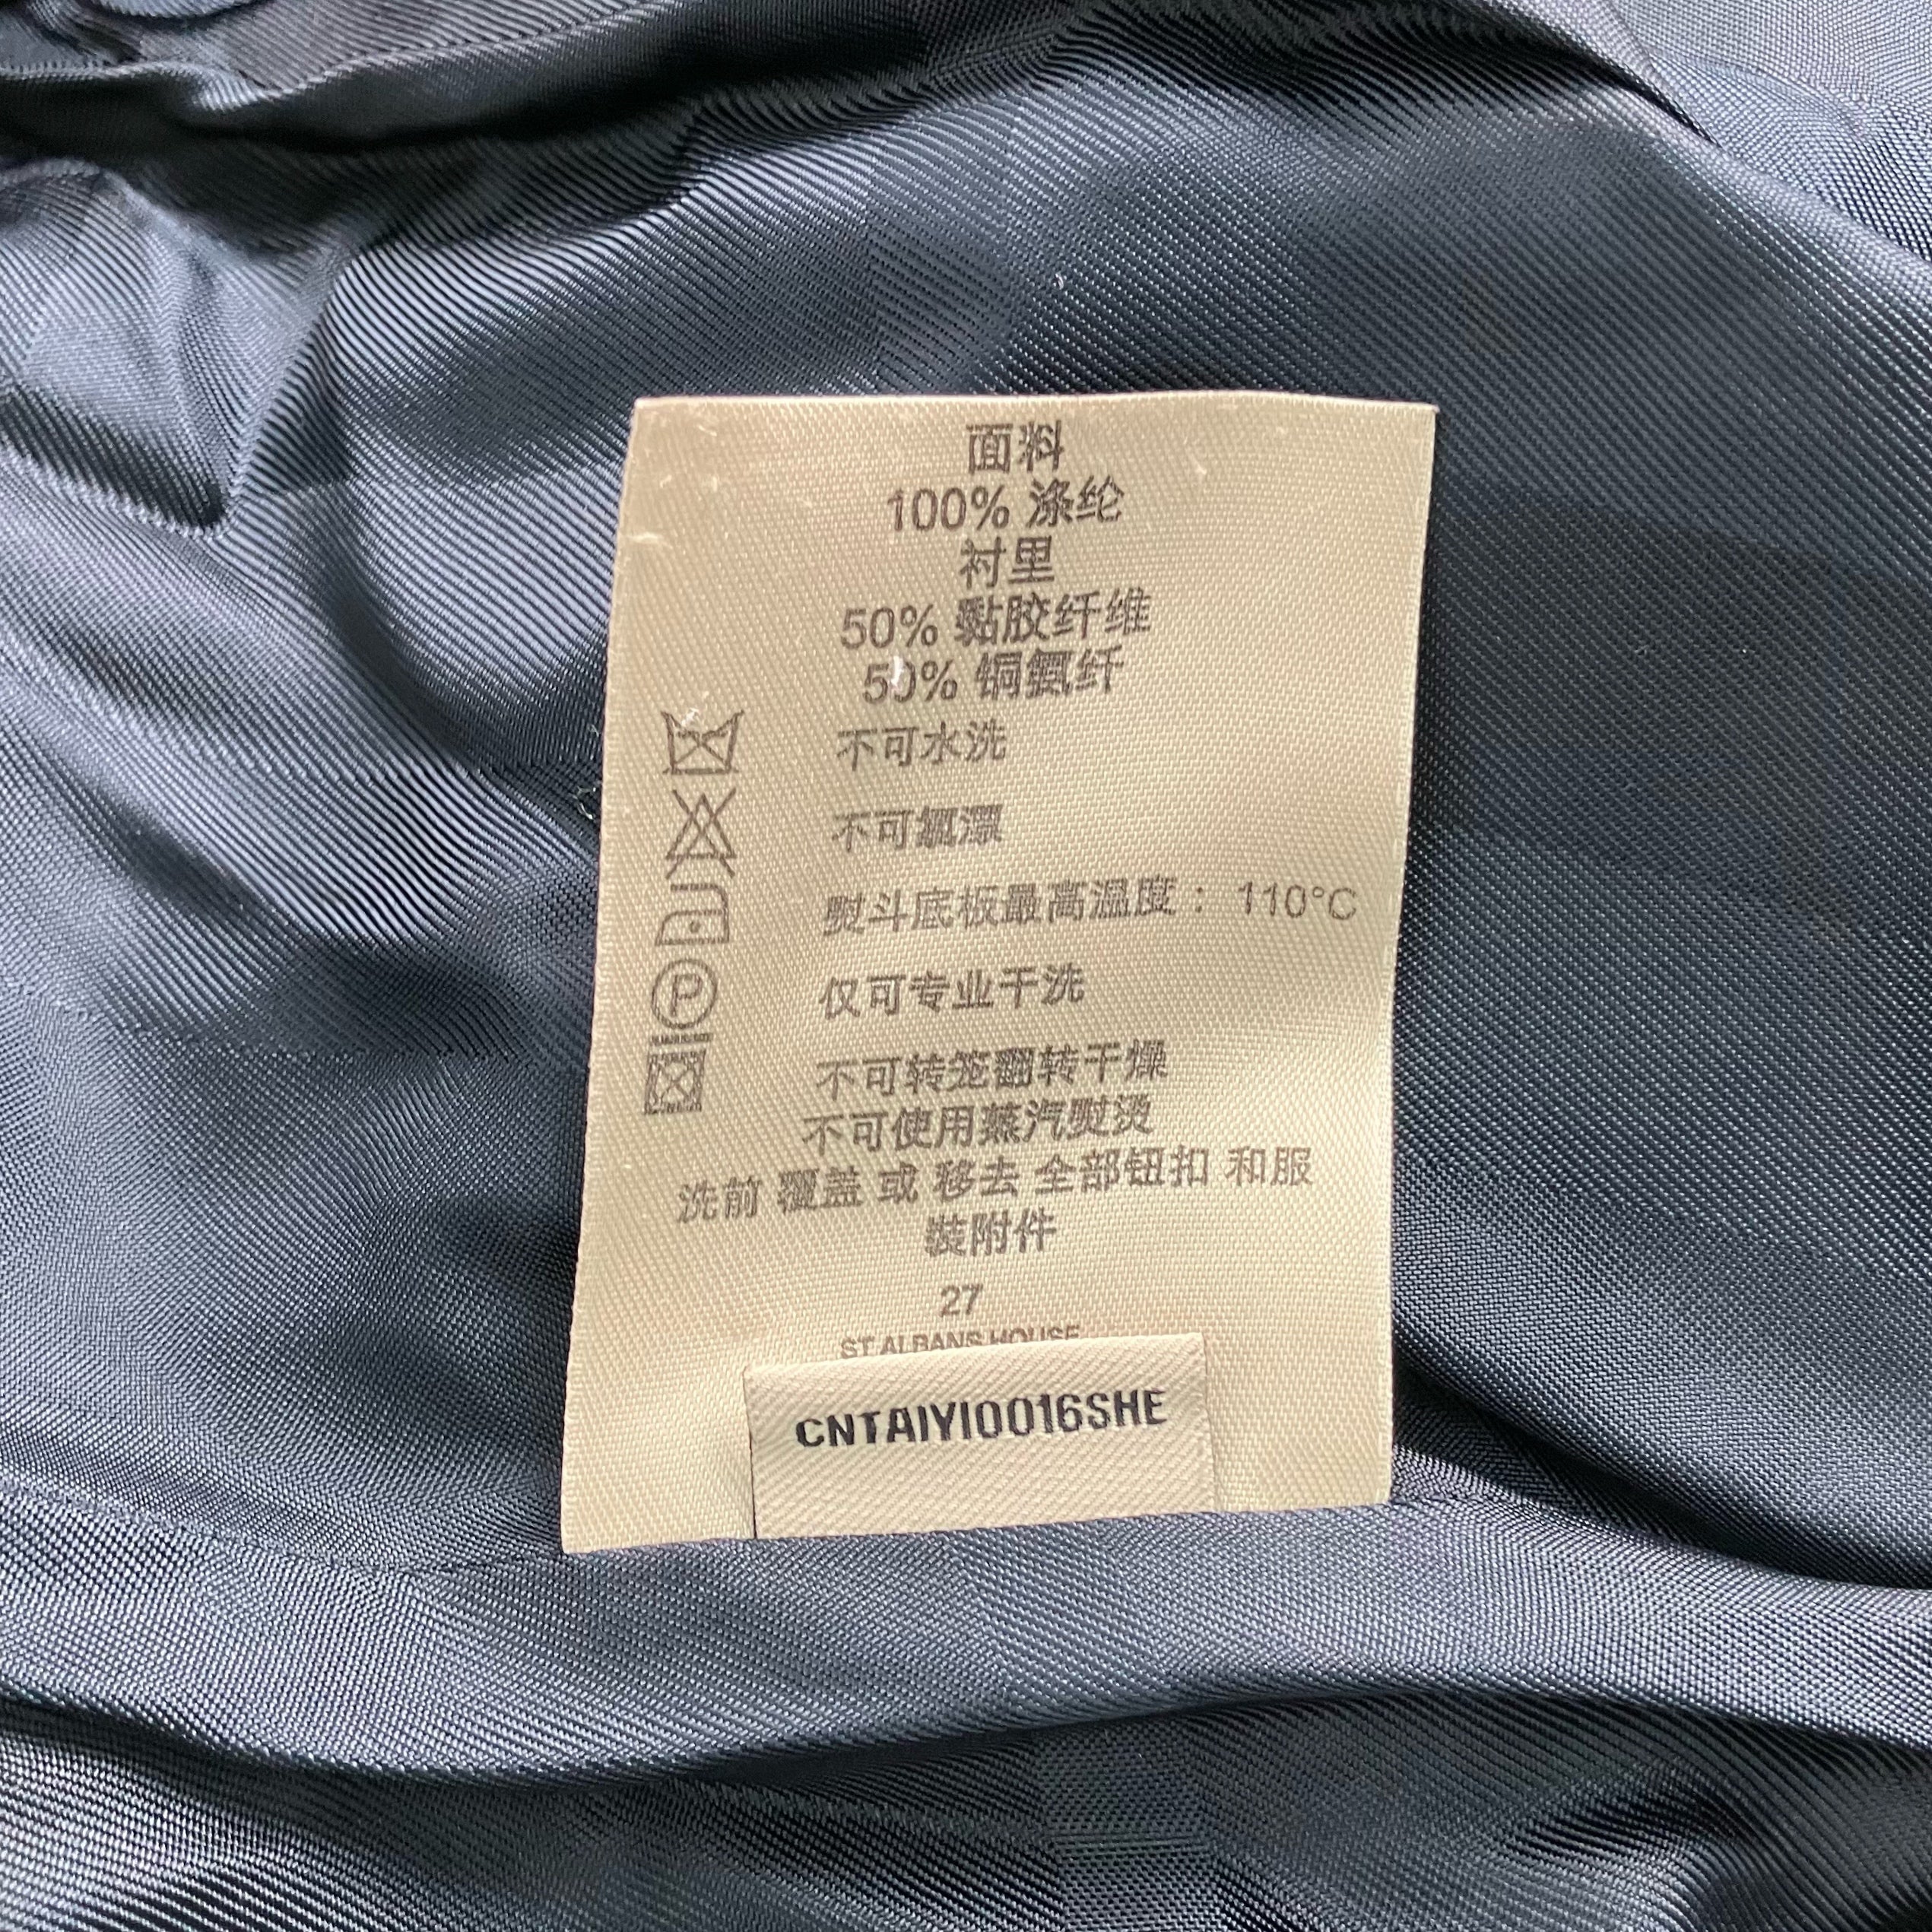 面料
100% 涤纶
衬里
50% 黏胶纤维
50% 铜氨纤
不可水洗
不可氯漂
熨斗底板最高温度： 110°C
P
仅可专业干洗
不可转笼翻转干燥
不可使用蒸汽熨烫
洗前 覆盖 或 移去 全部钮扣 和服
装附件
27
ST ALBANS HOUSE
CNTAIYI0016SHE